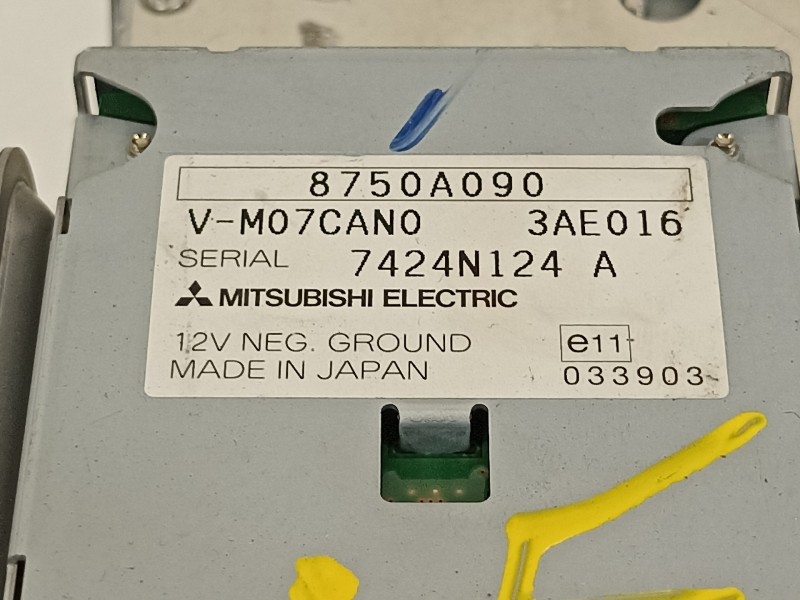 8750A090
V-M07CAN0 3AE016
SERIAL 7424N124 A
MITSUBISHI ELECTRIC
12V NEG. GROUND e11
MADE IN JAPAN 033903